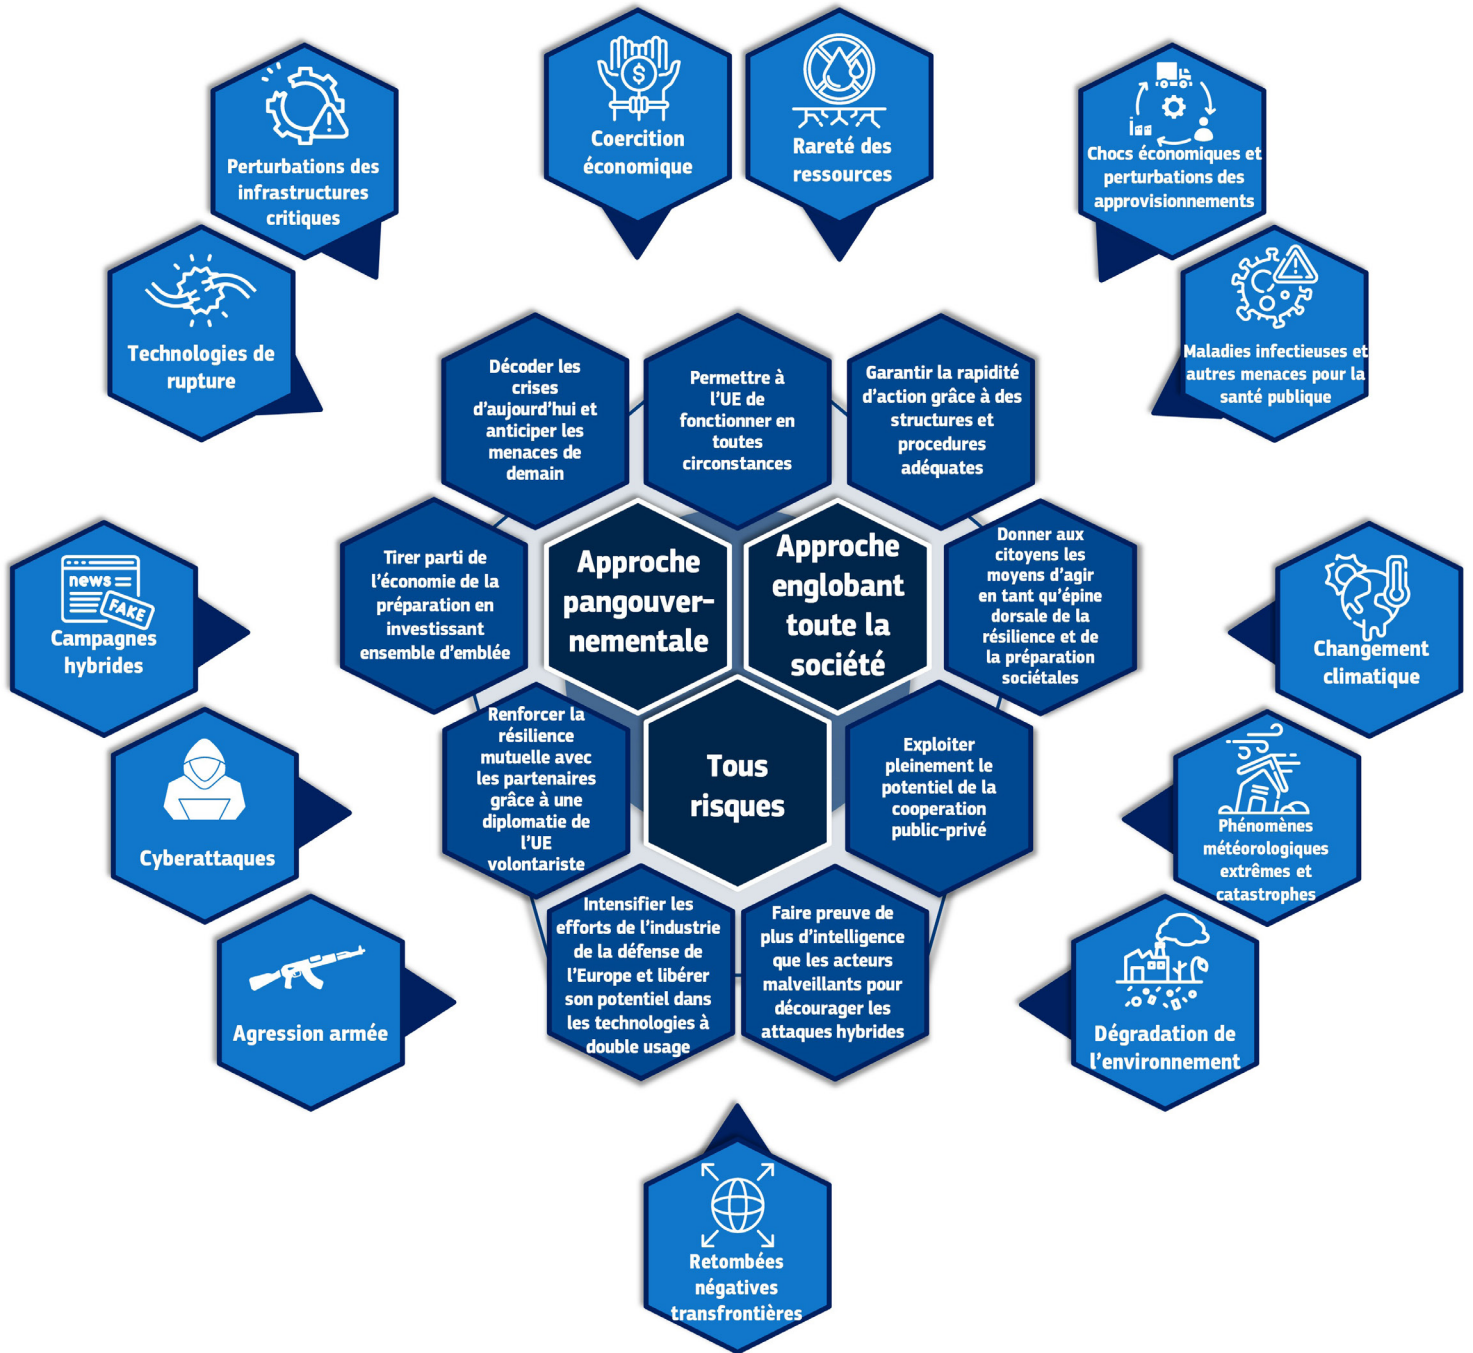 Coercition
économique
Rareté des
ressources
Perturbations des
infrastructures
critiques
Chocs économiques et
perturbations des
approvisionnements
Technologies de
rupture
Maladies infectieuses et
autres menaces pour la
santé publique
Décoder les
crises
d'aujourd'hui et
anticiper les
menaces de
demain
Permettre à
l'UE de
fonctionner en
toutes
circonstances
Garantir la rapidité
d'action grâce à des
structures et
procedures
adéquates
Tirer parti de
l'économie de la
préparation en
investissant
ensemble d'emblée
Approche
pangouver-
nementale
Approche
englobant
toute la
société
Donner aux
citoyens les
moyens d'agir
en tant qu'épine
dorsale de la
résilience et de
la préparation
sociétales
news
FAKE
Campagnes
hybrides
Changement
climatique
Renforcer la
résilience
mutuelle avec
les partenaires
grâce à une
diplomatie de
l'UE
volontariste
Tous
risques
Exploiter
pleinement le
potentiel de la
cooperation
public-privé
Cyberattaques
Phénomènes
météorologiques
extrêmes et
catastrophes
Intensifier les
efforts de l'industrie
de la défense de
l'Europe et libérer
son potentiel dans
les technologies à
double usage
Faire preuve de
plus d'intelligence
que les acteurs
malveillants pour
décourager les
attaques hybrides
Agression armée
Dégradation de
l'environnement
Retombées
négatives
transfrontières